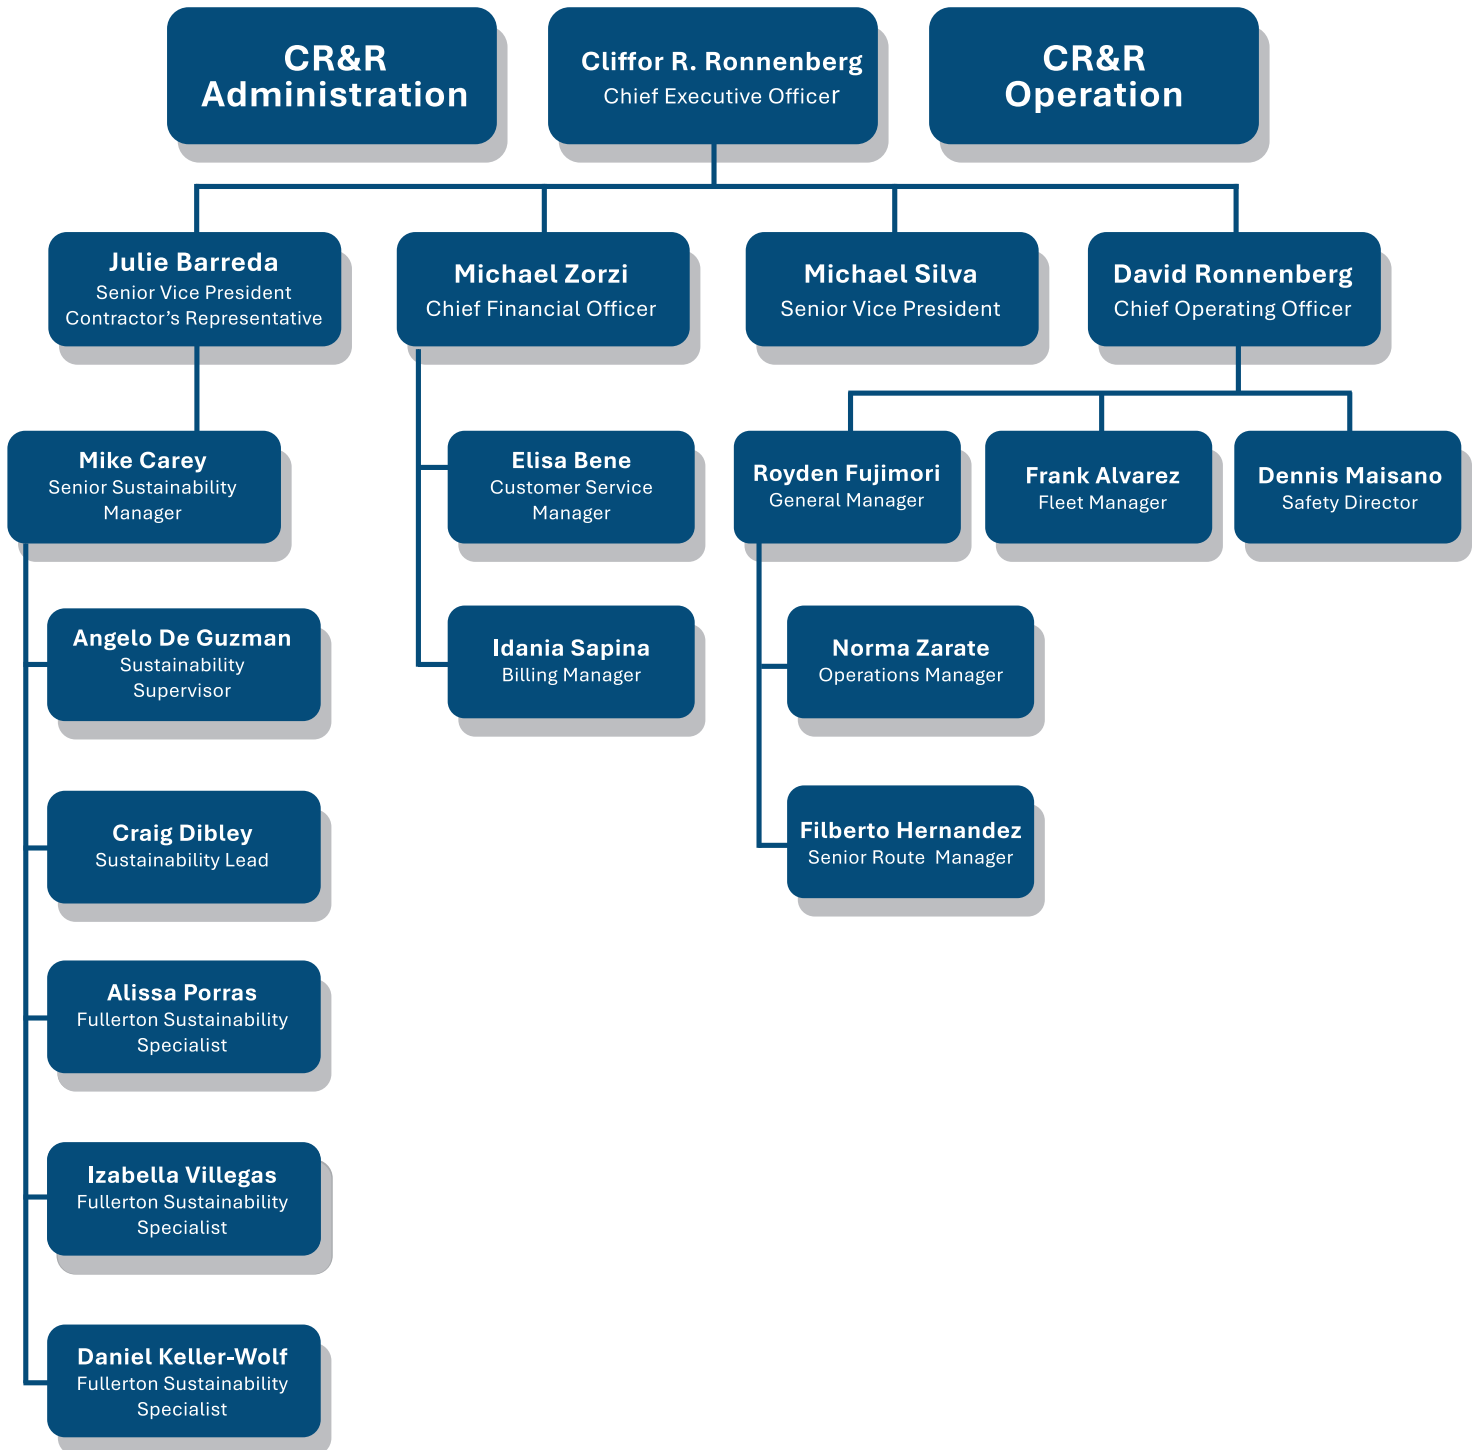 CR&R
Administration
Cliffor R. Ronnenberg
Chief Executive Officer
CR&R
Operation
Julie Barreda
Senior Vice President
Contractor’s Representative
Michael Zorzi
Chief Financial Officer
Michael Silva
Senior Vice President
David Ronnenberg
Chief Operating Officer
Mike Carey
Senior Sustainability
Manager
Elisa Bene
Customer Service
Manager
Royden Fujimori
General Manager
Frank Alvarez
Fleet Manager
Dennis Maisano
Safety Director
Angelo De Guzman
Sustainability
Supervisor
Idania Sapina
Billing Manager
Norma Zarate
Operations Manager
Craig Dibley
Sustainability Lead
Filberto Hernandez
Senior Route Manager
Alissa Porras
Fullerton Sustainability
Specialist
Izabella Villegas
Fullerton Sustainability
Specialist
Daniel Keller-Wolf
Fullerton Sustainability
Specialist